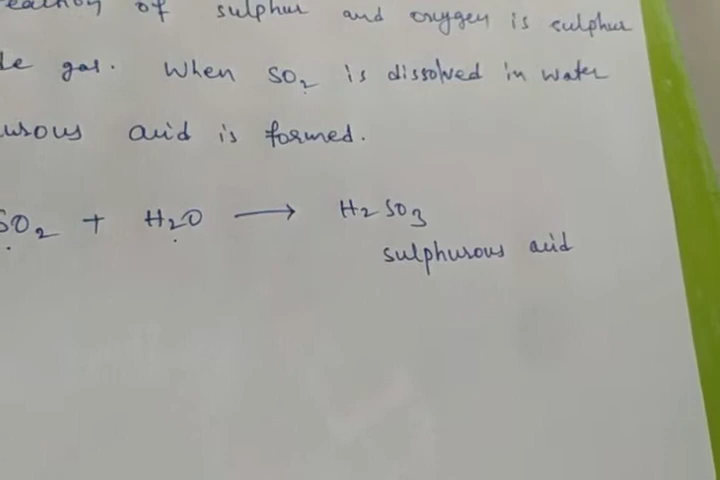 of sulphur and oxygen is sulphur
gas. When SO₂ is dissolved in water
acid is formed.
SO₂ + H₂O ⟶ H₂SO₃
sulphurous acid